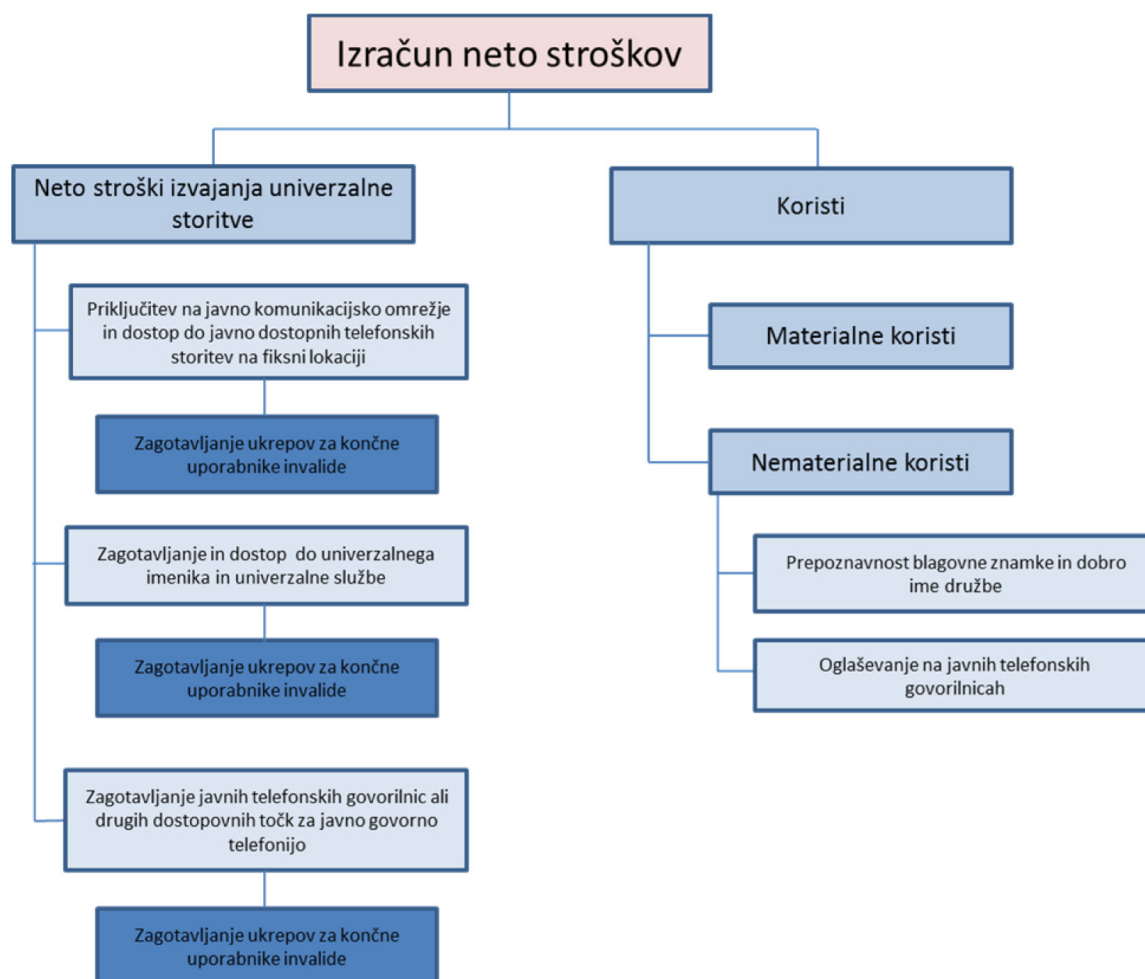 Izračun neto stroškov
Neto stroški izvajanja univerzalne
storitve
Priključitev na javno komunikacijsko omrežje
in dostop do javno dostopnih telefonskih
storitev na fiksni lokaciji
Zagotavljanje ukrepov za končne
uporabnike invalide
Zagotavljanje in dostop do univerzalnega
imenika in univerzalne službe
Zagotavljanje ukrepov za končne
uporabnike invalide
Zagotavljanje javnih telefonskih govorilnic ali
drugih dostopovnih točk za javno govorno
telefonijo
Zagotavljanje ukrepov za končne
uporabnike invalide
Koristi
Materialne koristi
Nematerialne koristi
Prepoznavnost blagovne znamke in dobro
ime družbe
Oglaševanje na javnih telefonskih
govorilnicah